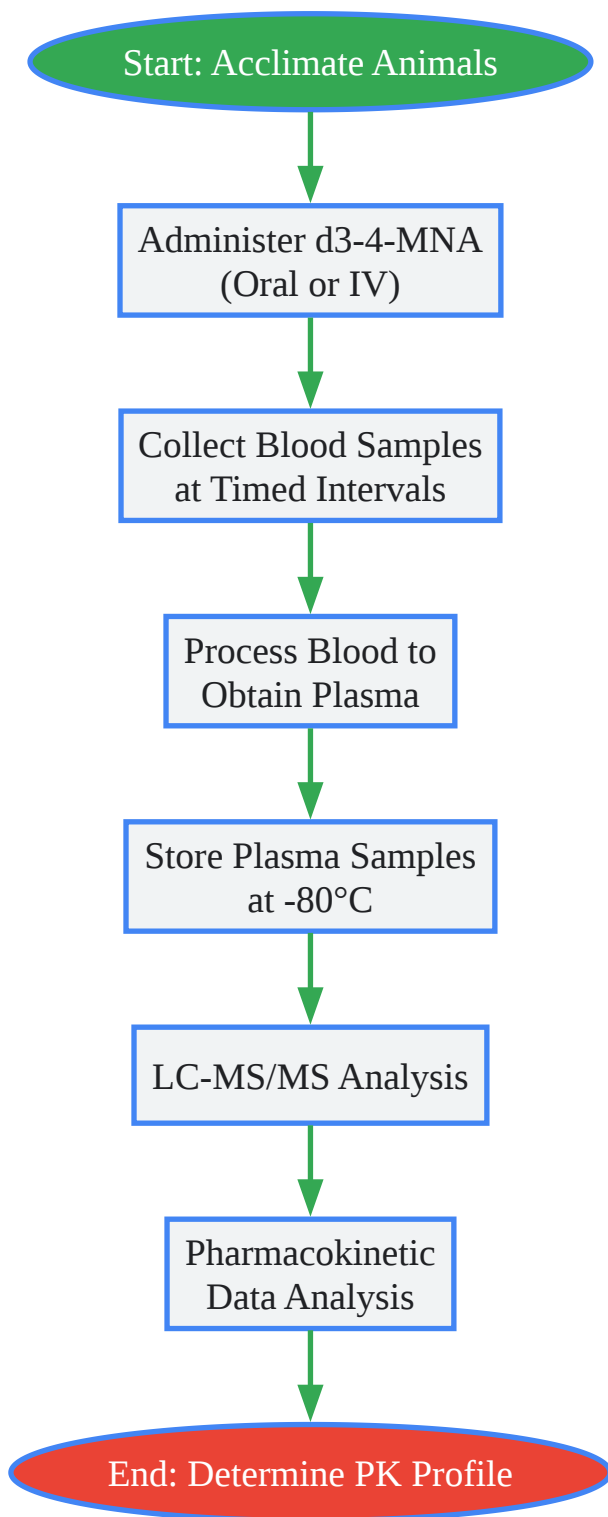 Start: Acclimate Animals
Administer d3-4-MNA
(Oral or IV)
Collect Blood Samples
at Timed Intervals
Process Blood to
Obtain Plasma
Store Plasma Samples
at -80°C
LC-MS/MS Analysis
Pharmacokinetic
Data Analysis
End: Determine PK Profile